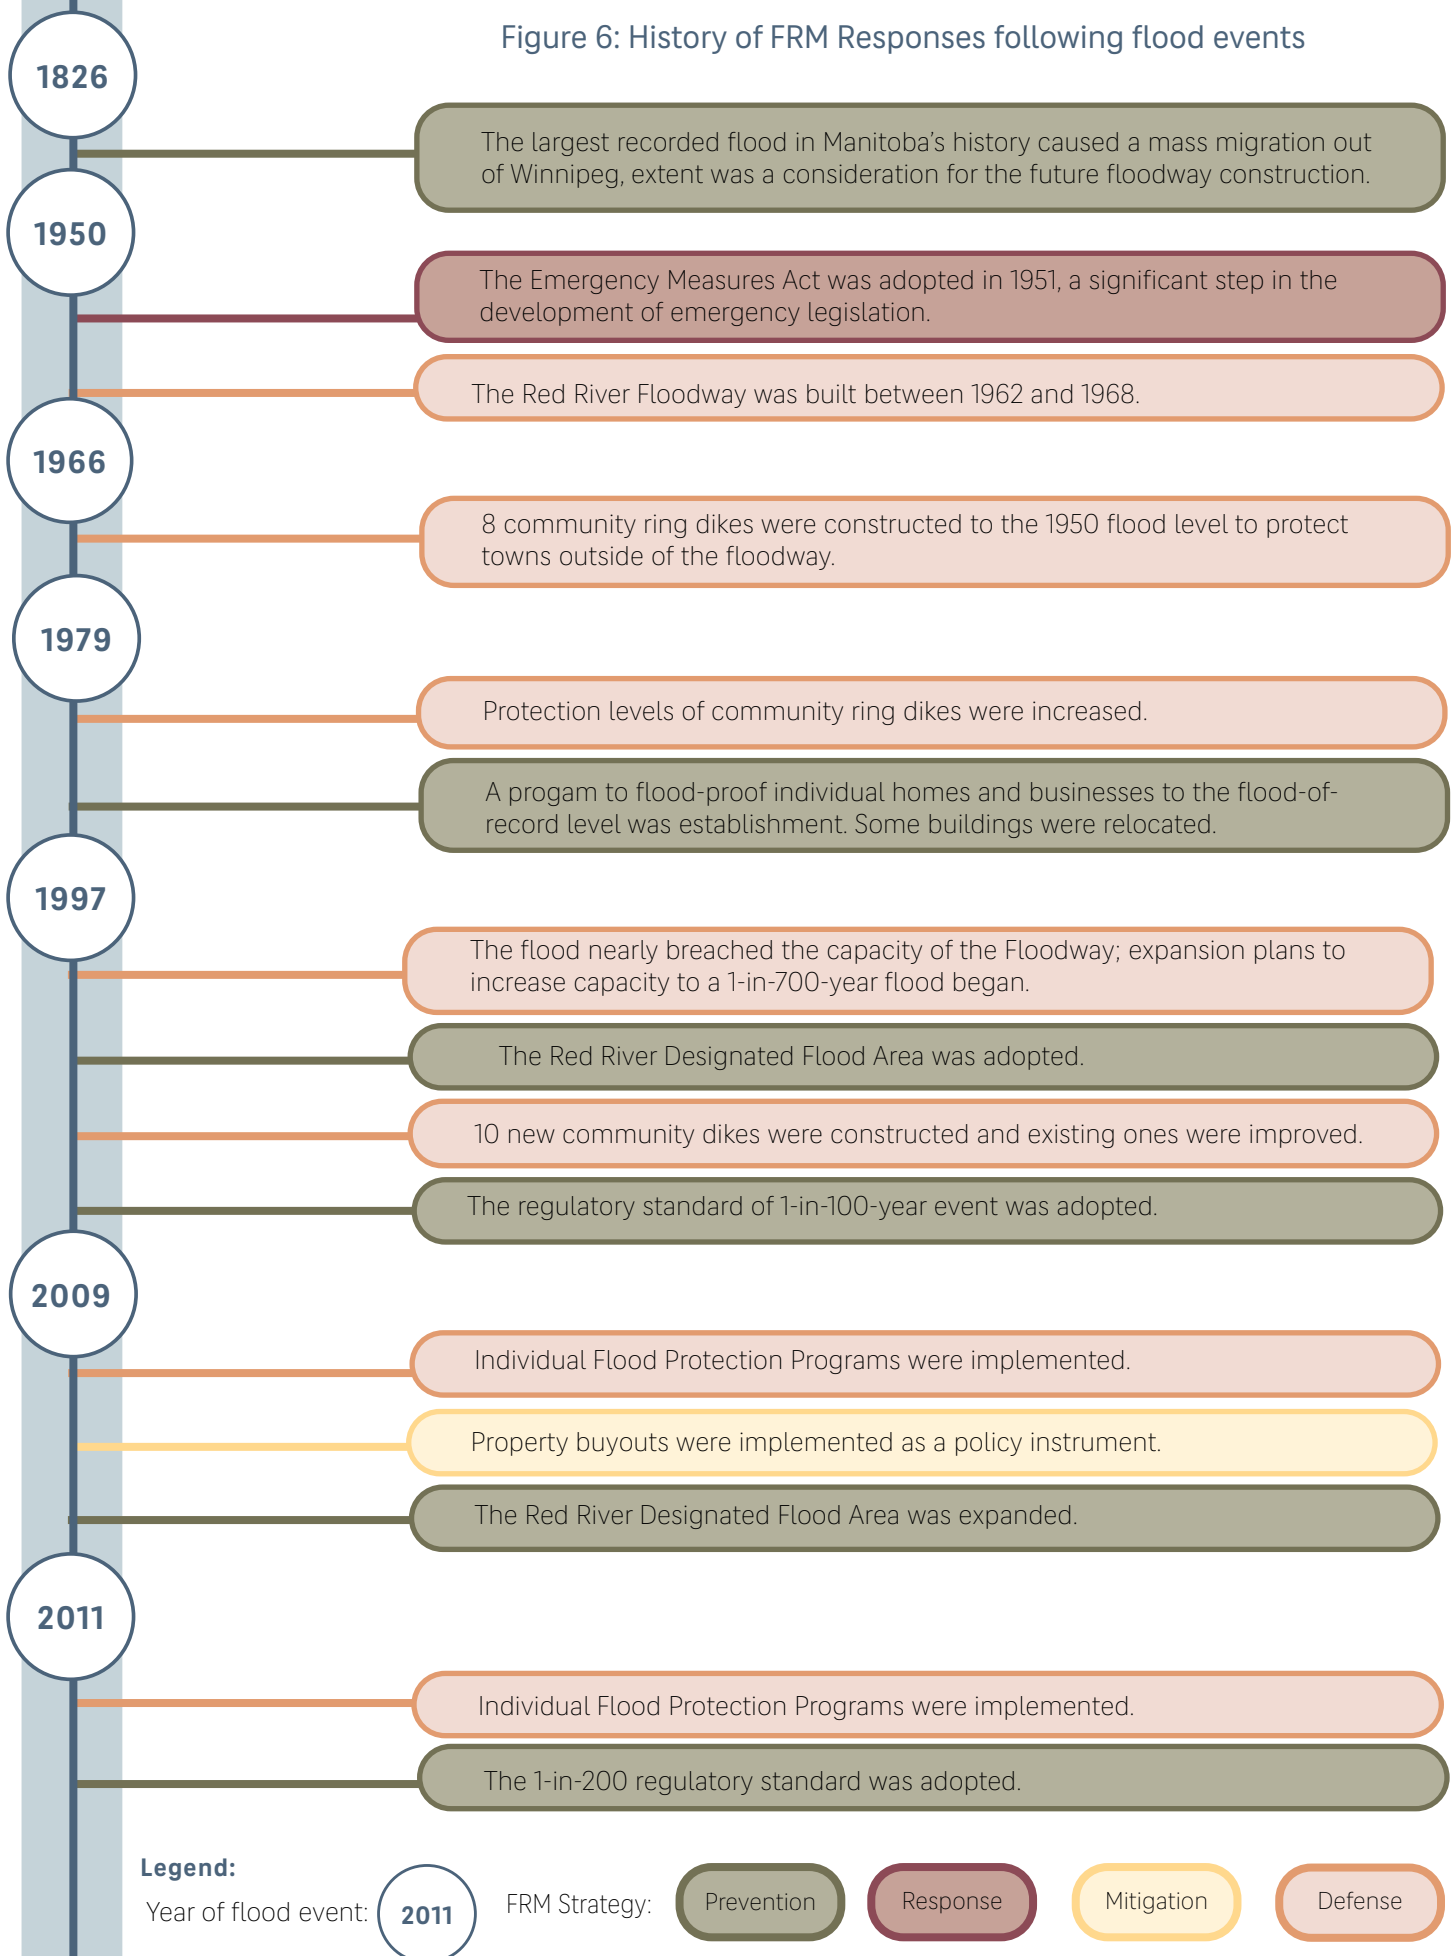 Figure 6: History of FRM Responses following flood events
1826
The largest recorded flood in Manitoba's history caused a mass migration out
of Winnipeg, extent was a consideration for the future floodway construction.
1950
The Emergency Measures Act was adopted in 1951, a significant step in the
development of emergency legislation.
The Red River Floodway was built between 1962 and 1968.
1966
8 community ring dikes were constructed to the 1950 flood level to protect
towns outside of the floodway.
1979
Protection levels of community ring dikes were increased.
A progam to flood-proof individual homes and businesses to the flood-of-
record level was establishment. Some buildings were relocated.
1997
The flood nearly breached the capacity of the Floodway; expansion plans to
increase capacity to a 1-in-700-year flood began.
The Red River Designated Flood Area was adopted.
10 new community dikes were constructed and existing ones were improved.
The regulatory standard of 1-in-100-year event was adopted.
2009
Individual Flood Protection Programs were implemented.
Property buyouts were implemented as a policy instrument.
The Red River Designated Flood Area was expanded.
2011
Individual Flood Protection Programs were implemented.
The 1-in-200 regulatory standard was adopted.
Legend:
Year of flood event: 2011 FRM Strategy: Prevention Response Mitigation Defense